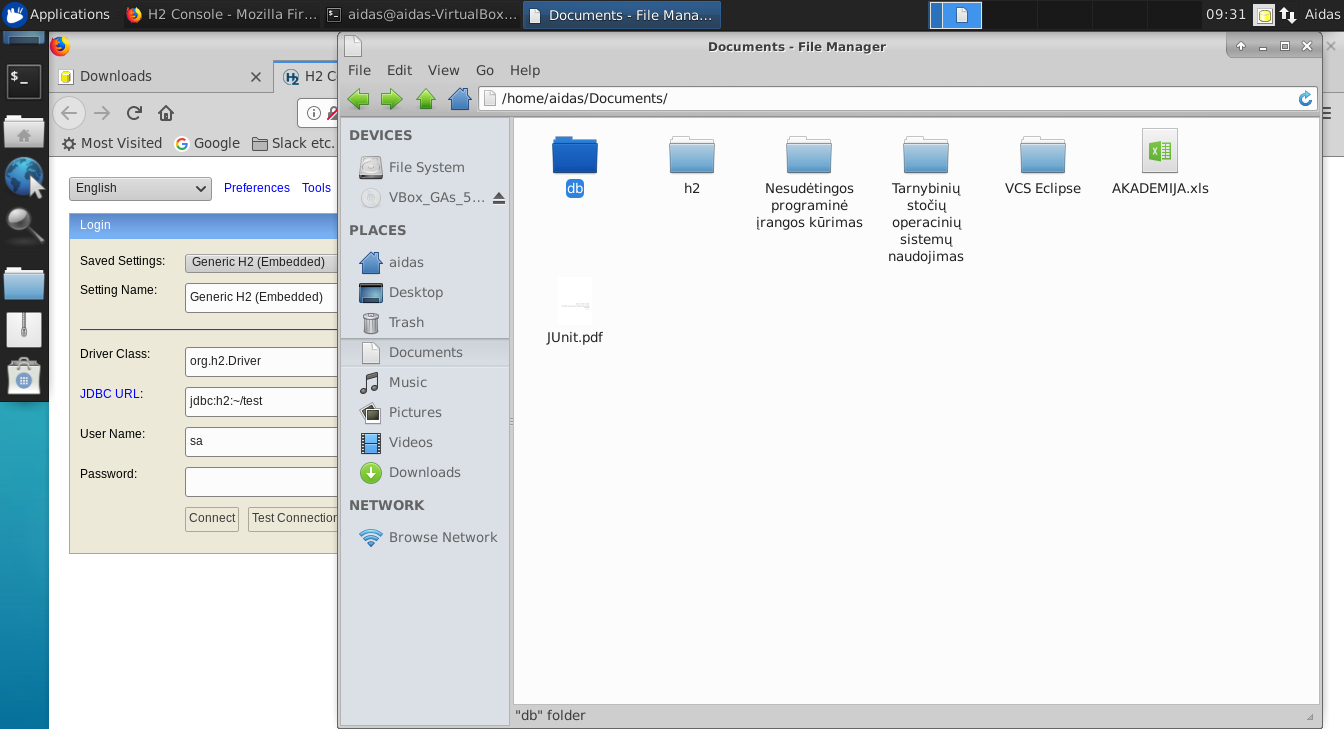 Applications
H2 Console - Mozilla Fir...
aidas@aidas-VirtualBox...
Documents - File Mana...
09:31
Aidas
Documents - File Manager
File Edit View Go Help
/home/aidas/Documents/
Downloads
H2 C
Most Visited
Google
Slack etc.
English
Preferences
Tools
Login
Saved Settings:
Generic H2 (Embedded)
Setting Name:
Generic H2 (Embedded)
Driver Class:
org.h2.Driver
JDBC URL:
jdbc:h2:~/test
User Name:
sa
Password:
Connect
Test Connection
DEVICES
File System
VBox_GAs_5...
PLACES
aidas
Desktop
Trash
Documents
Music
Pictures
Videos
Downloads
NETWORK
Browse Network
db
h2
Nesudėtingos
programinė
įrangos kūrimas
Tarnybinių
stočių
operacinių
sistemų
naudojimas
VCS Eclipse
AKADEMIJA.xls
JUnit.pdf
"db" folder